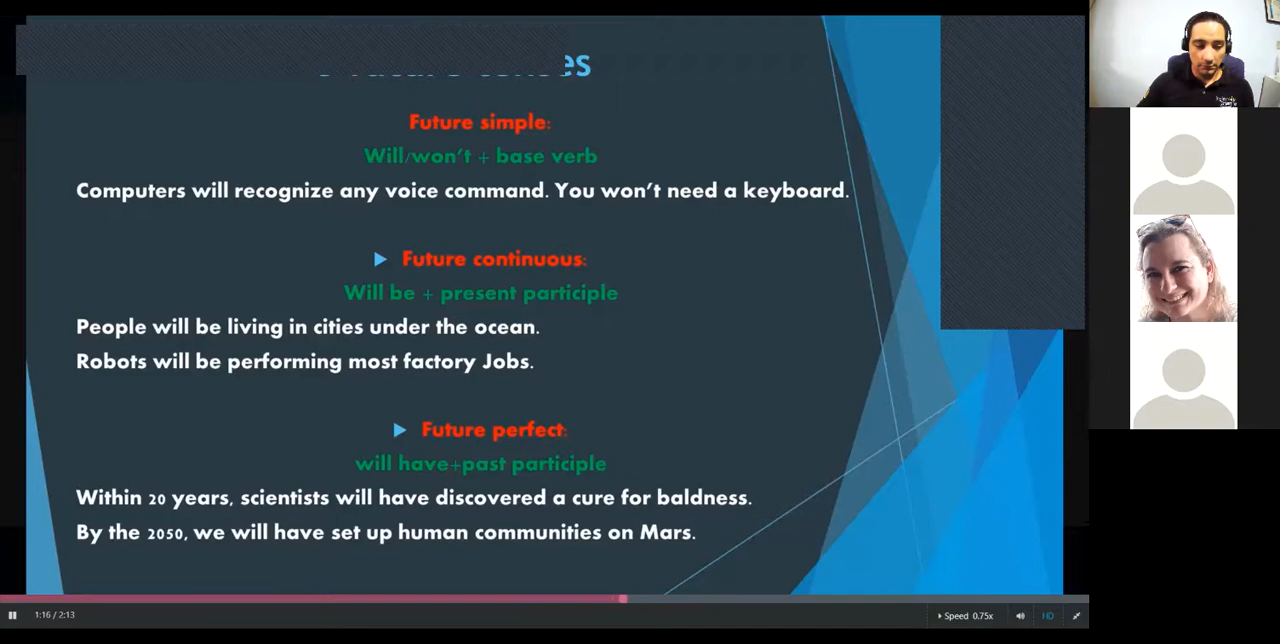 Future simple:
Will/won't + base verb
Computers will recognize any voice command. You won't need a keyboard.
Future continuous:
Will be + present participle
People will be living in cities under the ocean.
Robots will be performing most factory Jobs.
Future perfect:
will have+past participle
Within 20 years, scientists will have discovered a cure for baldness.
By the 2050, we will have set up human communities on Mars.
1:16 / 2:13
Speed 0.75x
HD